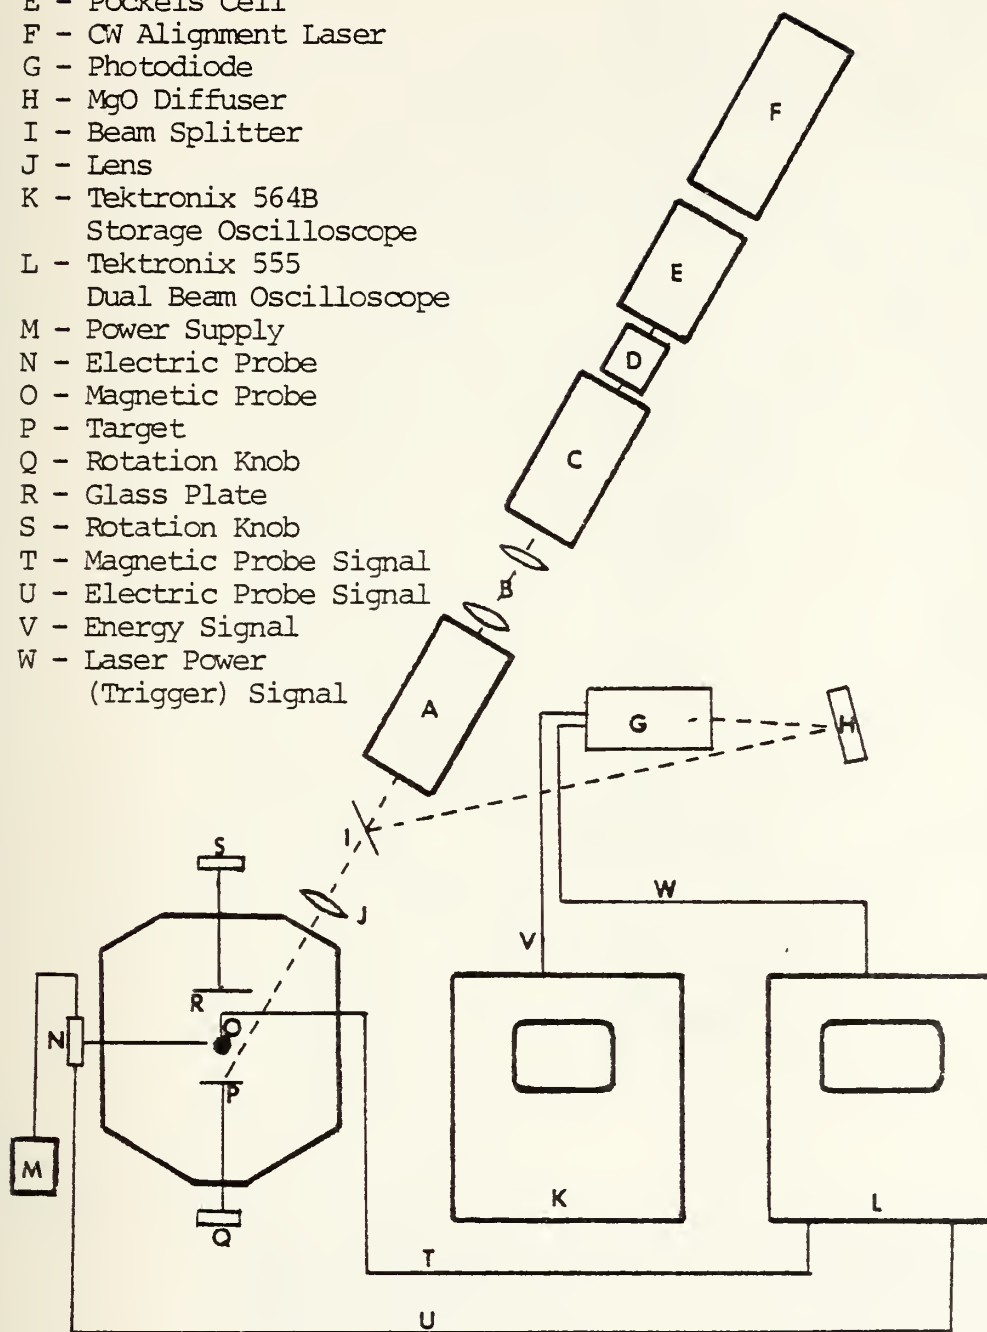 E - Pockels Cell
F - CW Alignment Laser
G - Photodiode
H - MgO Diffuser
I - Beam Splitter
J - Lens
K - Tektronix 564B
Storage Oscilloscope
L - Tektronix 555
Dual Beam Oscilloscope
M - Power Supply
N - Electric Probe
O - Magnetic Probe
P - Target
Q - Rotation Knob
R - Glass Plate
S - Rotation Knob
T - Magnetic Probe Signal
U - Electric Probe Signal
V - Energy Signal
W - Laser Power
(Trigger) Signal
F
E
D
C
B
A
G
H
I
S
J
W
V
R
O
N
P
M
K
L
Q
T
U